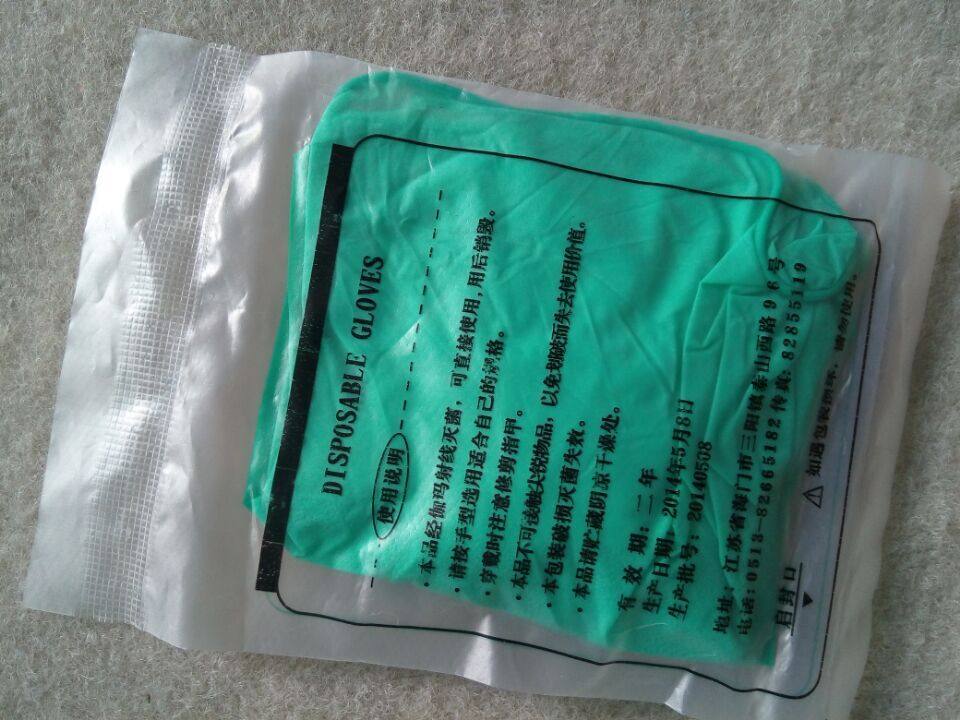 DISPOSABLE GLOVES
使用说明
·本品经伽玛射线灭菌，可直接使用，用后销毁。
·请按手型选用适合自己的规格。
·穿戴时注意修剪指甲。
·本品不可接触尖锐物品，以免划破而失去使用价值。
·本包装破损灭菌失效。
·本品请贮藏阴凉干燥处。
有 效 期：二 年
生产日期：2014年5月8日
生产批号：20140508
地址：江苏省海门市三阳镇泰山西路96号
电话：0513-82665182 传真：82855119
启封口
如遇包装破坏，请勿使用。